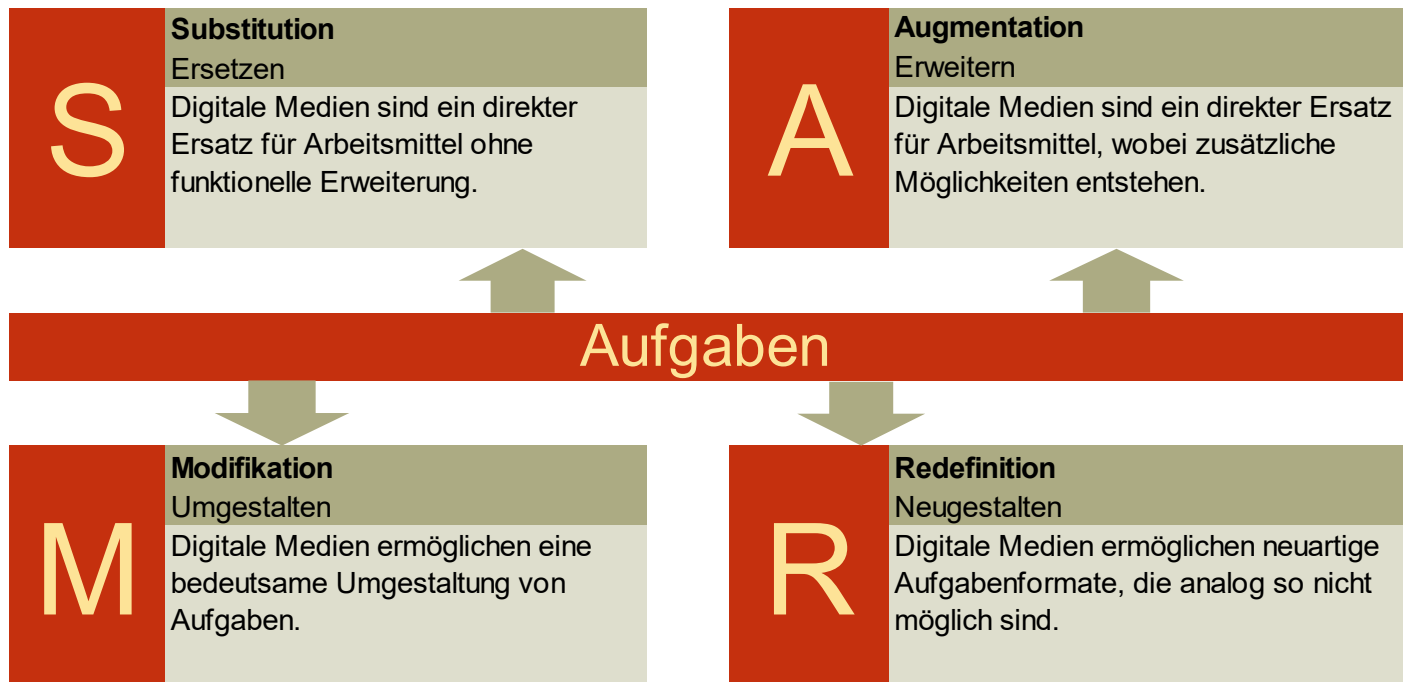 S
Substitution
Ersetzen
Digitale Medien sind ein direkter
Ersatz für Arbeitsmittel ohne
funktionelle Erweiterung.
A
Augmentation
Erweitern
Digitale Medien sind ein direkter Ersatz
für Arbeitsmittel, wobei zusätzliche
Möglichkeiten entstehen.
Aufgaben
M
Modifikation
Umgestalten
Digitale Medien ermöglichen eine
bedeutsame Umgestaltung von
Aufgaben.
R
Redefinition
Neugestalten
Digitale Medien ermöglichen neuartige
Aufgabenformate, die analog so nicht
möglich sind.